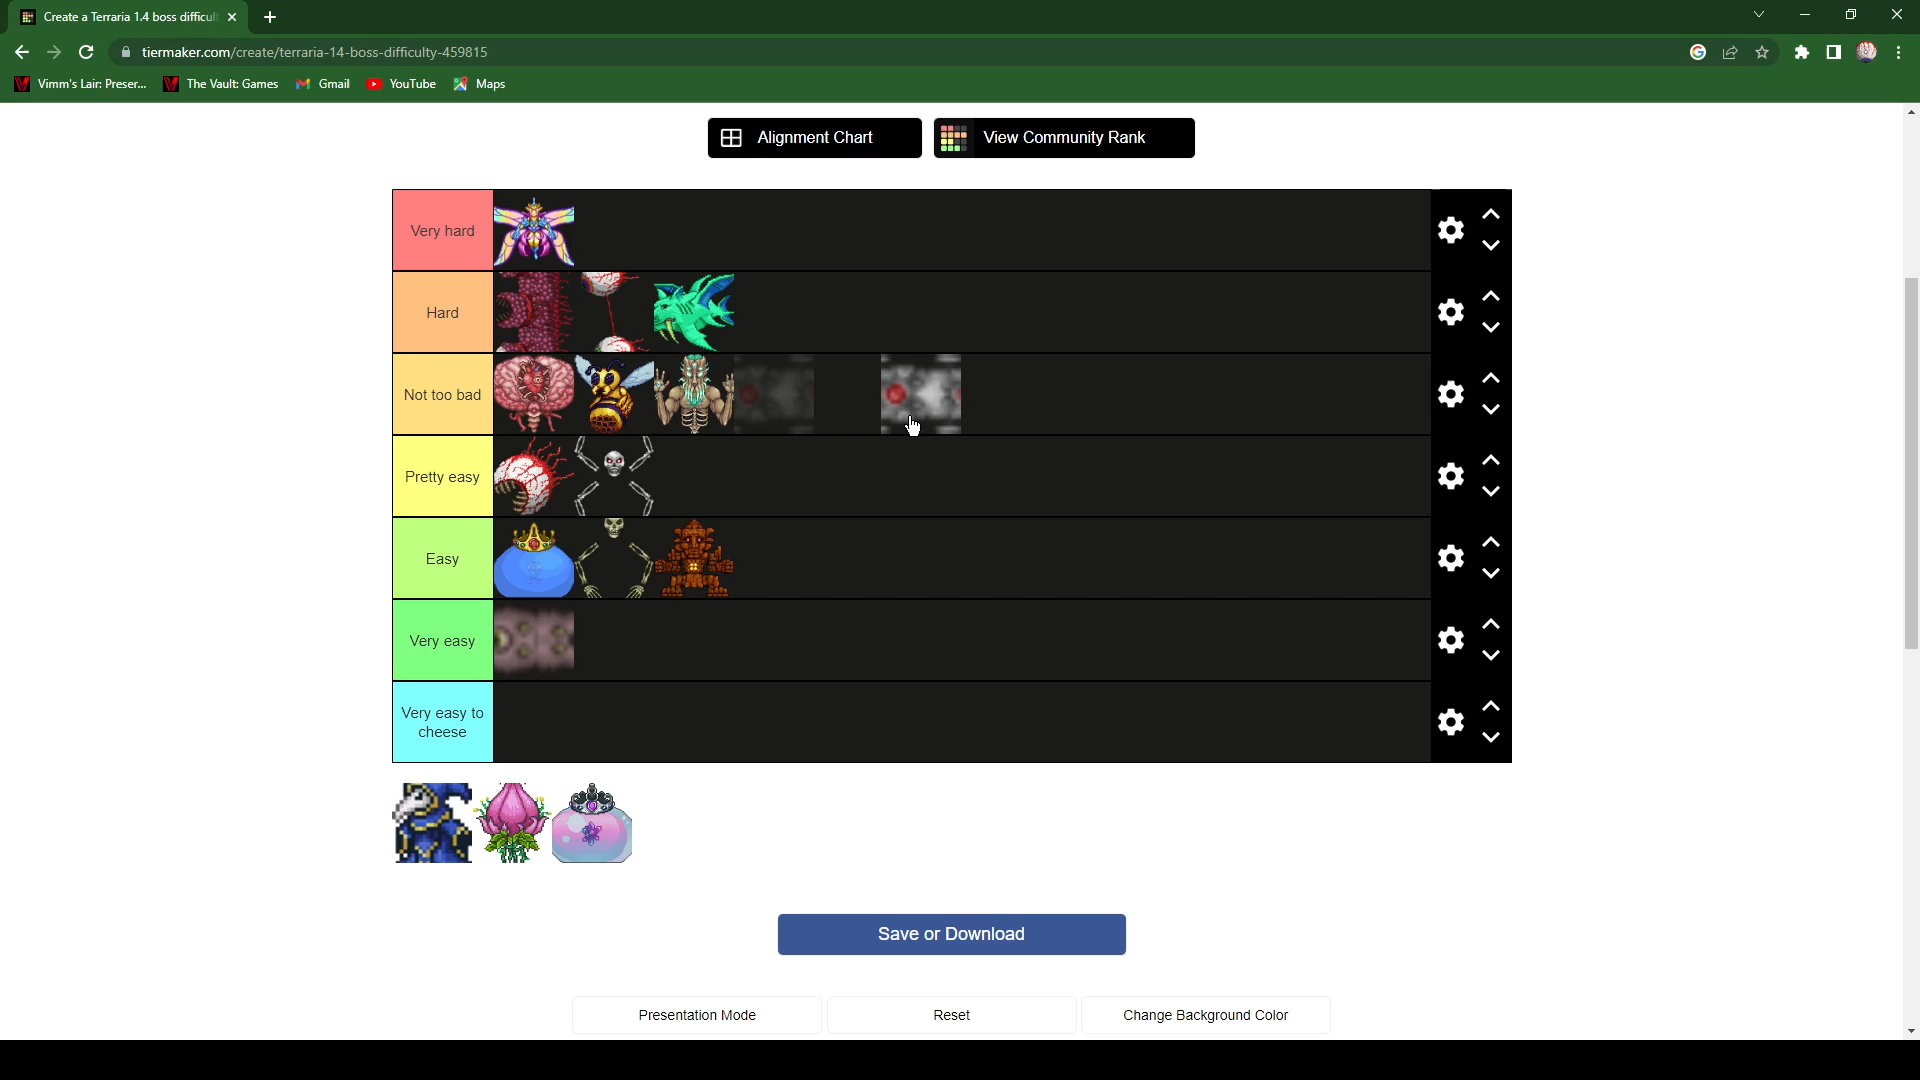 Create a Terraria 1.4 boss difficul
tiermaker.com/create/terraria-14-boss-difficulty-459815
Vimm's Lair: Preser... The Vault: Games Gmail YouTube Maps
Alignment Chart View Community Rank
Very hard
Hard
Not too bad
Pretty easy
Easy
Very easy
Very easy to
cheese
Save or Download
Presentation Mode Reset Change Background Color